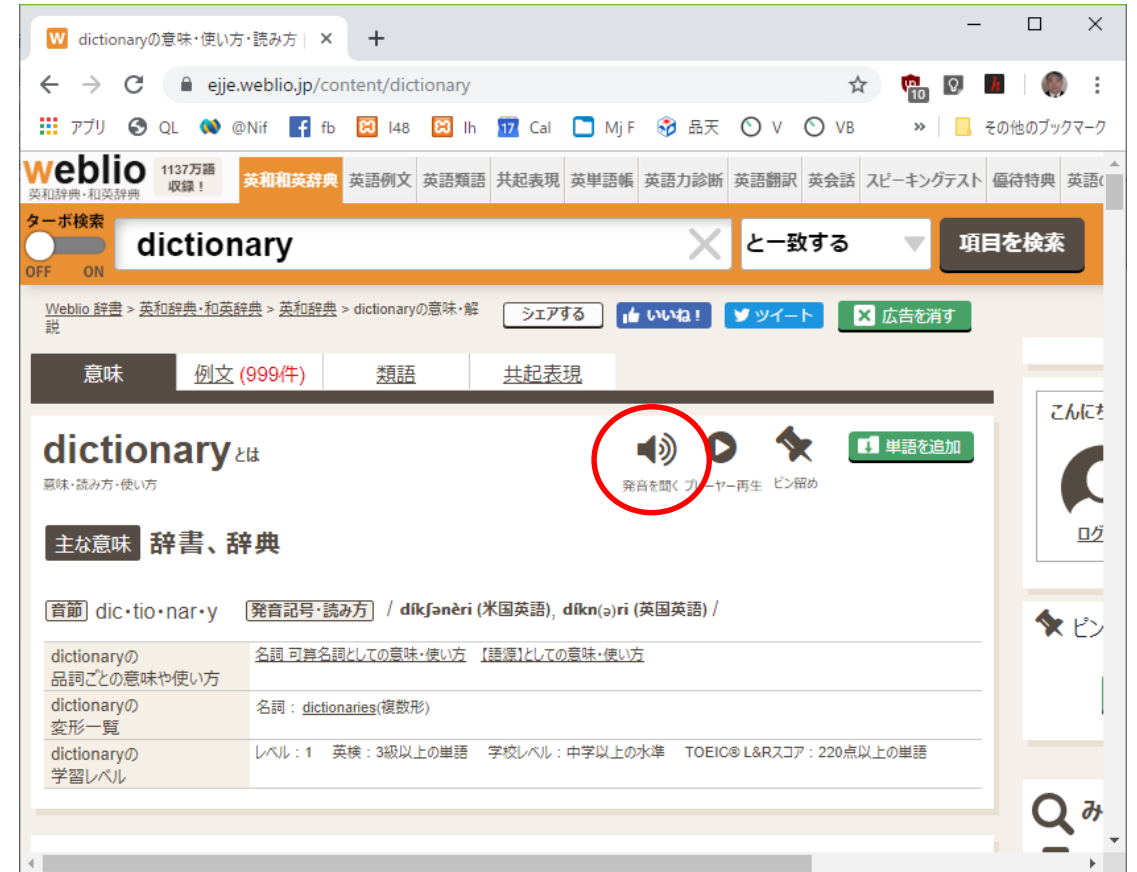 dictionaryの意味・使い方・読み方 |
ejje.weblio.jp/content/dictionary
10
アプリ QL @Nif fb I48 Ih 17 Cal Mj F 品天 V VB » その他のブックマーク
weblio 1137万語
英和辞典・和英辞典 収録！
英和和英辞典 英語例文 英語類語 共起表現 英単語帳 英語力診断 英語翻訳 英会話 スピーキングテスト 優待特典 英語
ターボ検索
OFF ON
dictionary と一致する 項目を検索
Weblio 辞書 > 英和辞典・和英辞典 > 英和辞典 > dictionaryの意味・解
説
シェアする いいね！ ツイート 広告を消す
意味 例文 (999件) 類語 共起表現
こんにち
dictionary とは
意味・読み方・使い方
発音を聞く プレーヤー再生 ピン留め
単語を追加
ログ
主な意味 辞書、辞典
音節 dic・tio・nar・y 発音記号・読み方 / díkʃənèri (米国英語), díkn(ə)ri (英国英語) /
ピン
dictionaryの
品詞ごとの意味や使い方
名詞 可算名詞としての意味・使い方 【語源】としての意味・使い方
dictionaryの
変形一覧
名詞： dictionaries(複数形)
dictionaryの
学習レベル
レベル：1 英検：3級以上の単語 学校レベル：中学以上の水準 TOEIC® L&Rスコア：220点以上の単語
み